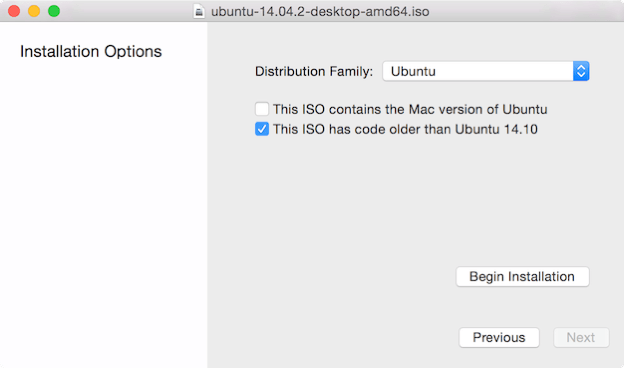 ubuntu-14.04.2-desktop-amd64.iso
Installation Options
Distribution Family: Ubuntu
This ISO contains the Mac version of Ubuntu
This ISO has code older than Ubuntu 14.10
Begin Installation
Previous Next